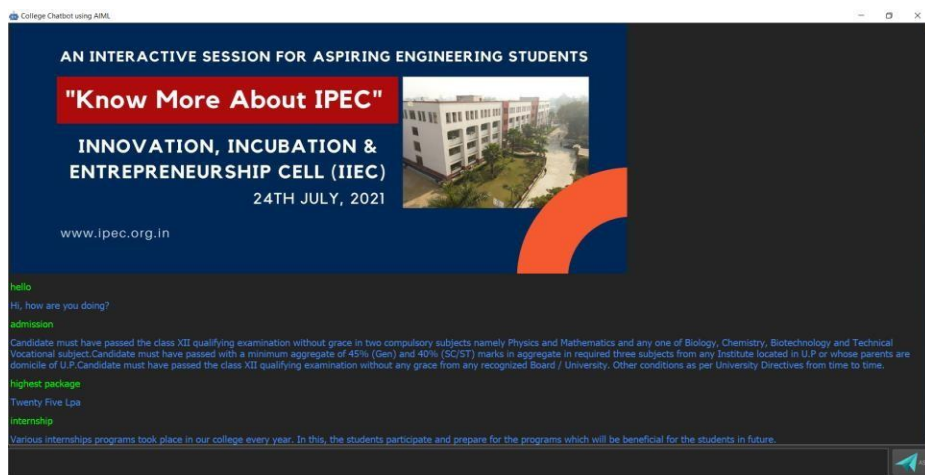 College Chatbot using AIML
AN INTERACTIVE SESSION FOR ASPIRING ENGINEERING STUDENTS
"Know More About IPEC"
INNOVATION, INCUBATION &
ENTREPRENEURSHIP CELL (IIEC)
24TH JULY, 2021
www.ipec.org.in
hello
Hi, how are you doing?
admission
Candidate must have passed the class XII qualifying examination without grace in two compulsory subjects namely Physics and Mathematics and any one of Biology, Chemistry, Biotechnology and Technical
Vocational subject.Candidate must have passed with a minimum aggregate of 45% (Gen) and 40% (SC/ST) marks in aggregate in required three subjects from any Institute located in U.P or whose parents are
domicile of U.P.Candidate must have passed the class XII qualifying examination without any grace from any recognized Board / University. Other conditions as per University Directives from time to time.
highest package
Twenty Five Lpa
internship
Various internships programs took place in our college every year. In this, the students participate and prepare for the programs which will be beneficial for the students in future.